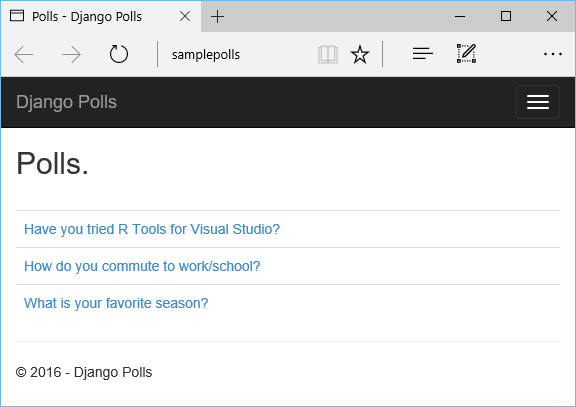 Polls - Django Polls
samplepolls
Django Polls
Polls.
Have you tried R Tools for Visual Studio?
How do you commute to work/school?
What is your favorite season?
© 2016 - Django Polls